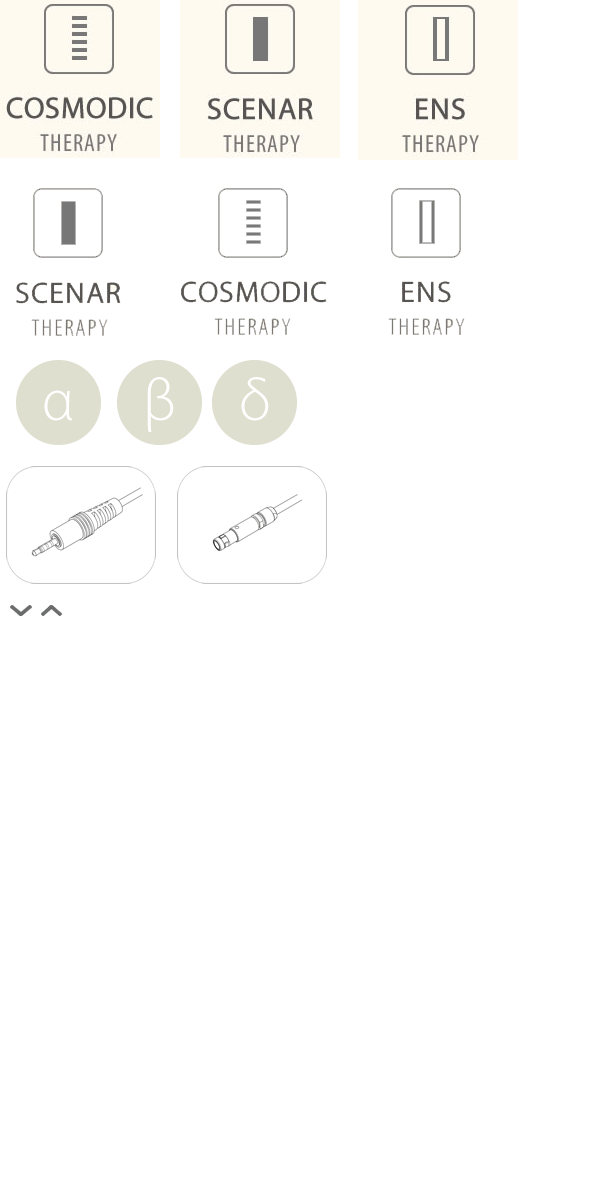 COSMODIC
THERAPY
SCENAR
THERAPY
ENS
THERAPY
SCENAR
THERAPY
COSMODIC
THERAPY
ENS
THERAPY
α
β
δ